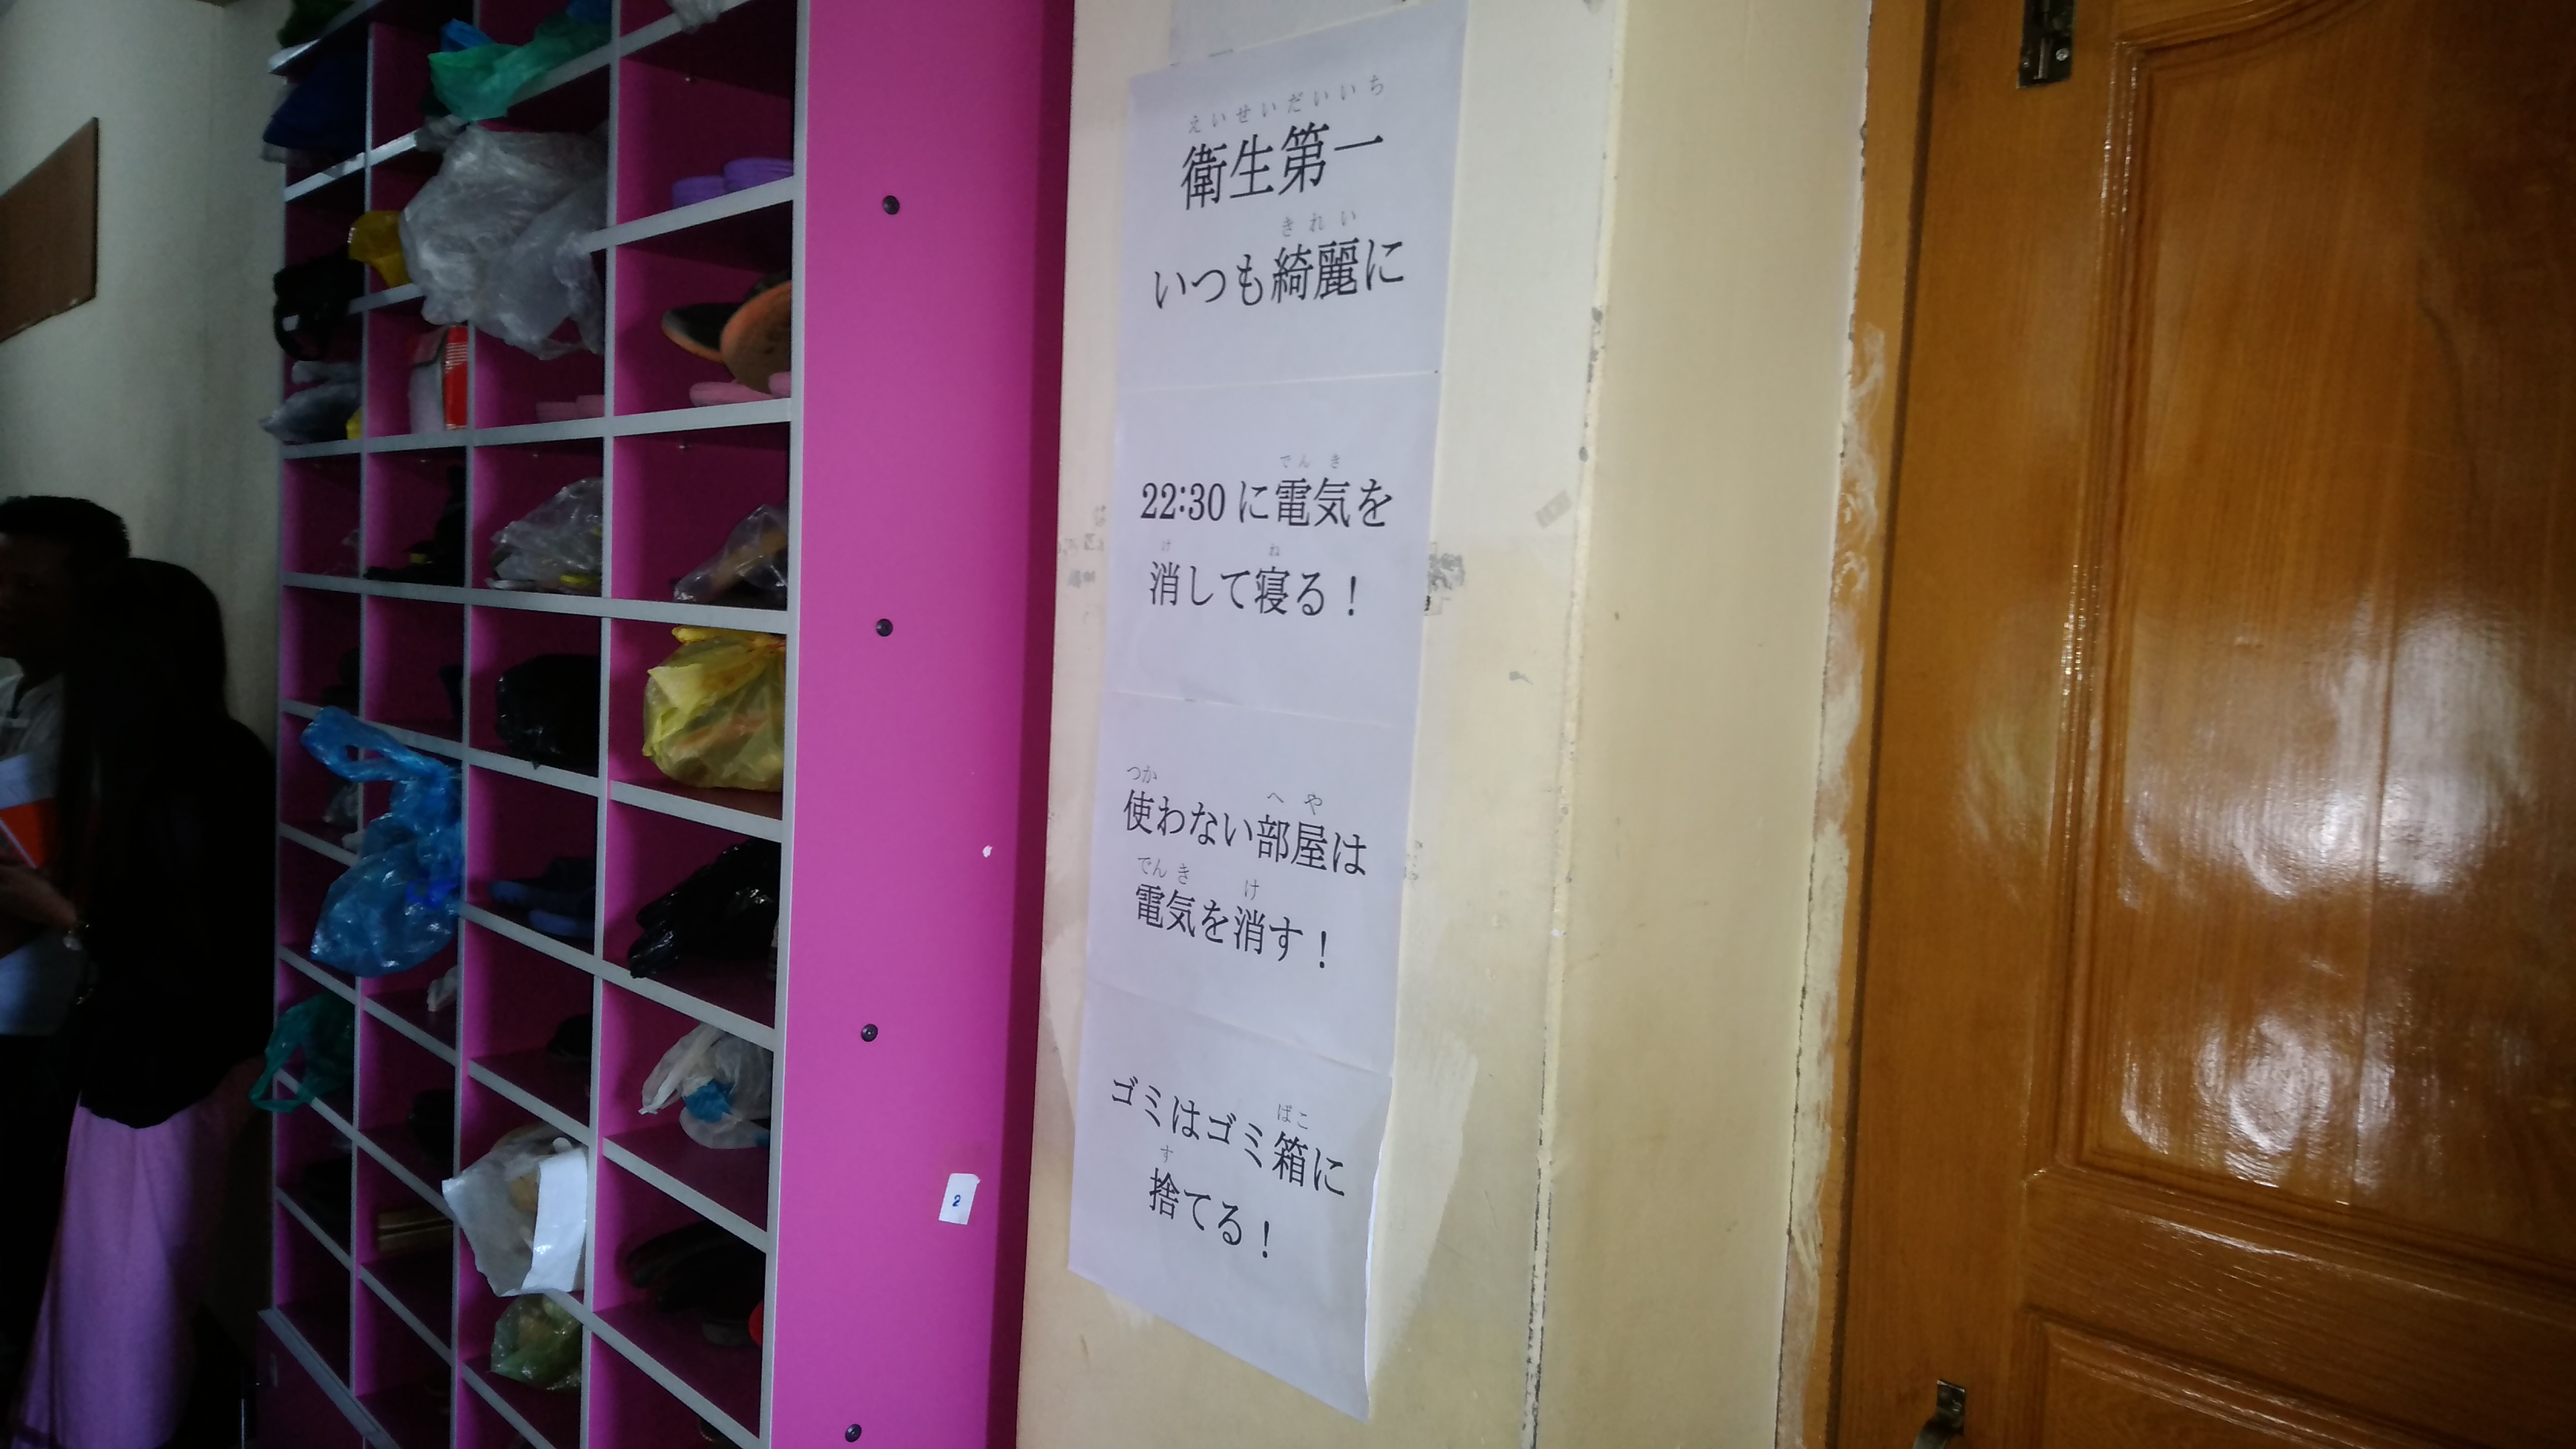 えいせいだいいち
衛生第一
きれい
いつも綺麗に
でんき
22:30に電気を
け ね
消して寝る！
つか へや
使わない部屋は
でんき け
電気を消す！
ばこ
ゴミはゴミ箱に
す
捨てる！
2